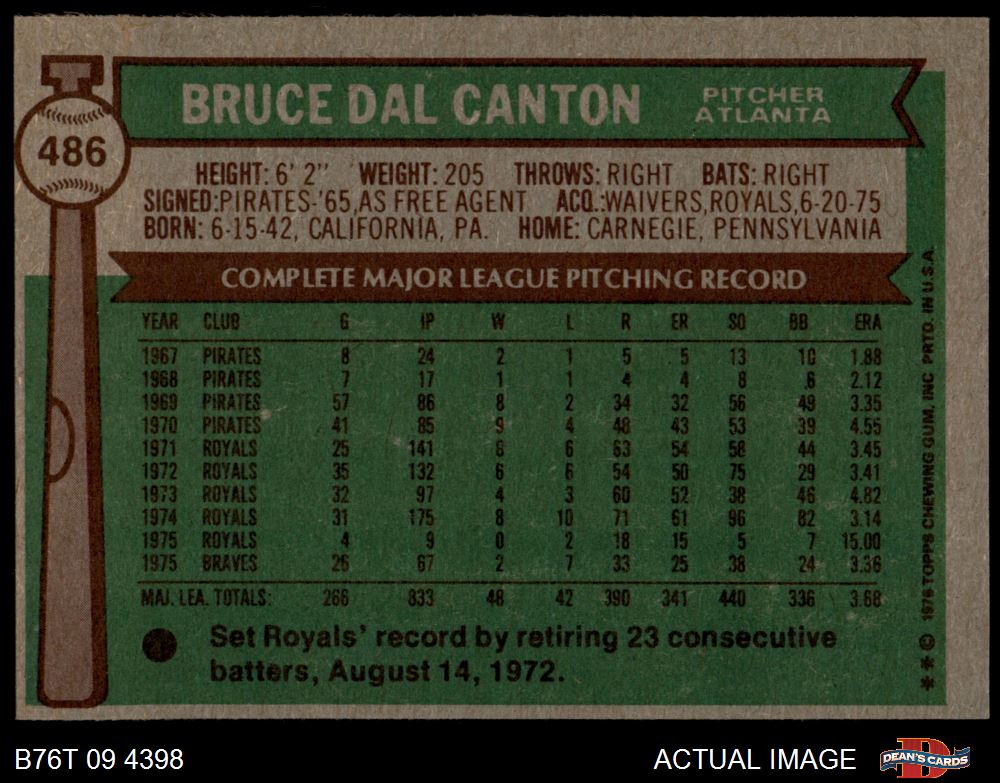 BRUCE DAL CANTON
PITCHER
ATLANTA
486
HEIGHT: 6' 2" WEIGHT: 205 THROWS: RIGHT BATS: RIGHT
SIGNED:PIRATES-'65,AS FREE AGENT ACQ.:WAIVERS,ROYALS,6-20-75
BORN: 6-15-42, CALIFORNIA, PA. HOME: CARNEGIE, PENNSYLVANIA
COMPLETE MAJOR LEAGUE PITCHING RECORD
YEAR CLUB G IP W L R ER SO BB ERA
1967 PIRATES 8 24 2 1 5 5 13 10 1.88
1968 PIRATES 7 17 1 1 4 4 8 6 2.12
1969 PIRATES 57 86 8 2 34 32 56 49 3.35
1970 PIRATES 41 85 9 4 48 43 53 39 4.55
1971 ROYALS 25 141 8 6 63 54 58 44 3.45
1972 ROYALS 35 132 6 6 54 50 75 29 3.41
1973 ROYALS 32 97 4 3 60 52 38 46 4.82
1974 ROYALS 31 175 8 10 71 61 96 82 3.14
1975 ROYALS 4 9 0 2 18 15 5 7 15.00
1975 BRAVES 26 67 2 7 33 25 38 24 3.36
MAJ. LEA. TOTALS: 266 833 48 42 390 341 440 336 3.68
Set Royals' record by retiring 23 consecutive
batters, August 14, 1972.
** © 1976 TOPPS CHEWING GUM, INC PRTD. IN U.S.A.
B76T 09 4398
ACTUAL IMAGE
DEAN'S CARDS